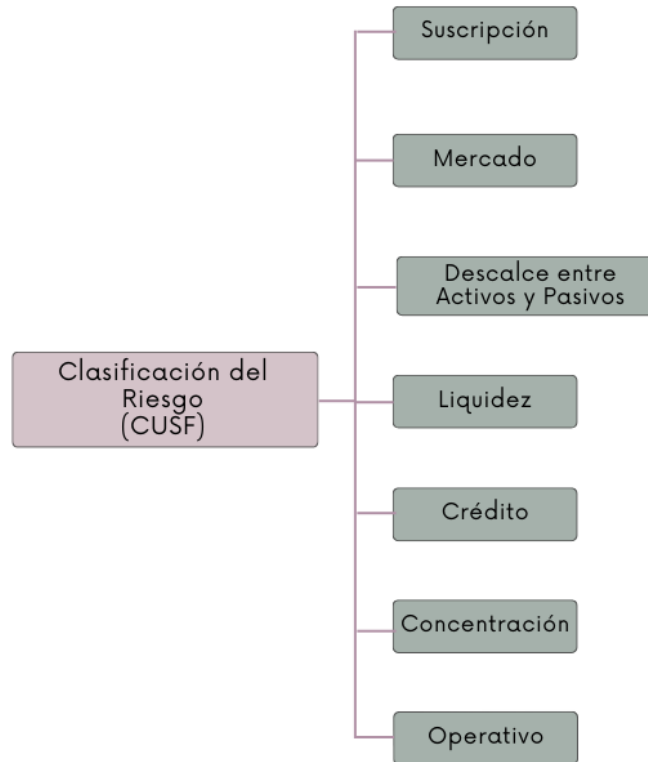 Suscripción
Mercado
Descalce entre
Activos y Pasivos
Clasificación del
Riesgo
(CUSF)
Liquidez
Crédito
Concentración
Operativo